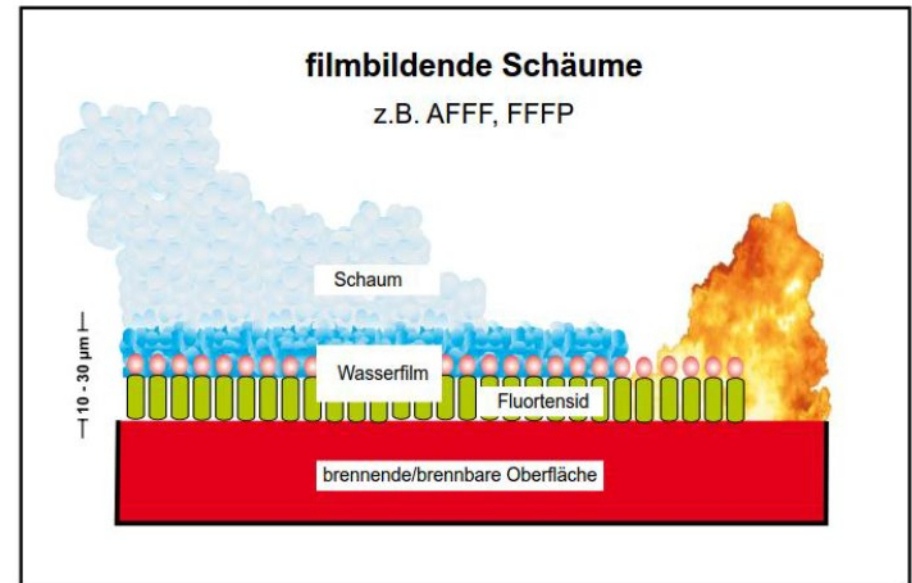 filmbildende Schäume
z.B. AFFF, FFFP
Schaum
10 - 30 µm
Wasserfilm
Fluortensid
brennende/brennbare Oberfläche